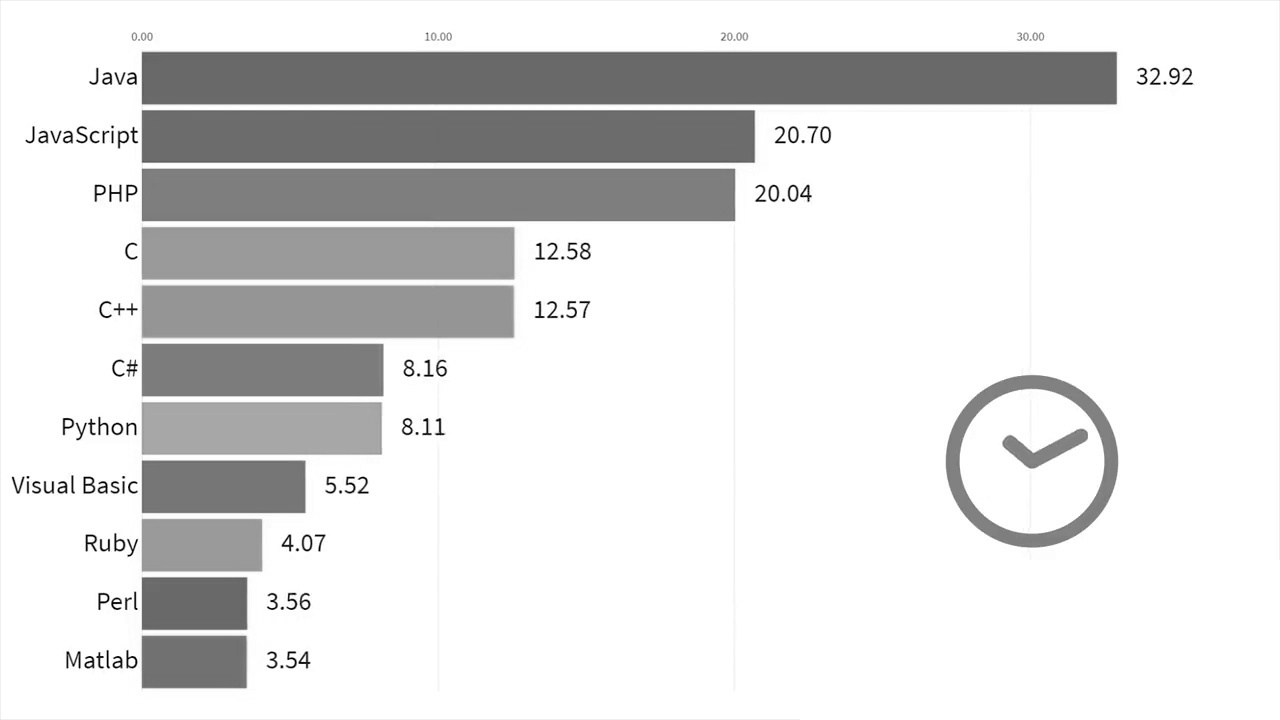 0.00 10.00 20.00 30.00
Java 32.92
JavaScript 20.70
PHP 20.04
C 12.58
C++ 12.57
C# 8.16
Python 8.11
Visual Basic 5.52
Ruby 4.07
Perl 3.56
Matlab 3.54